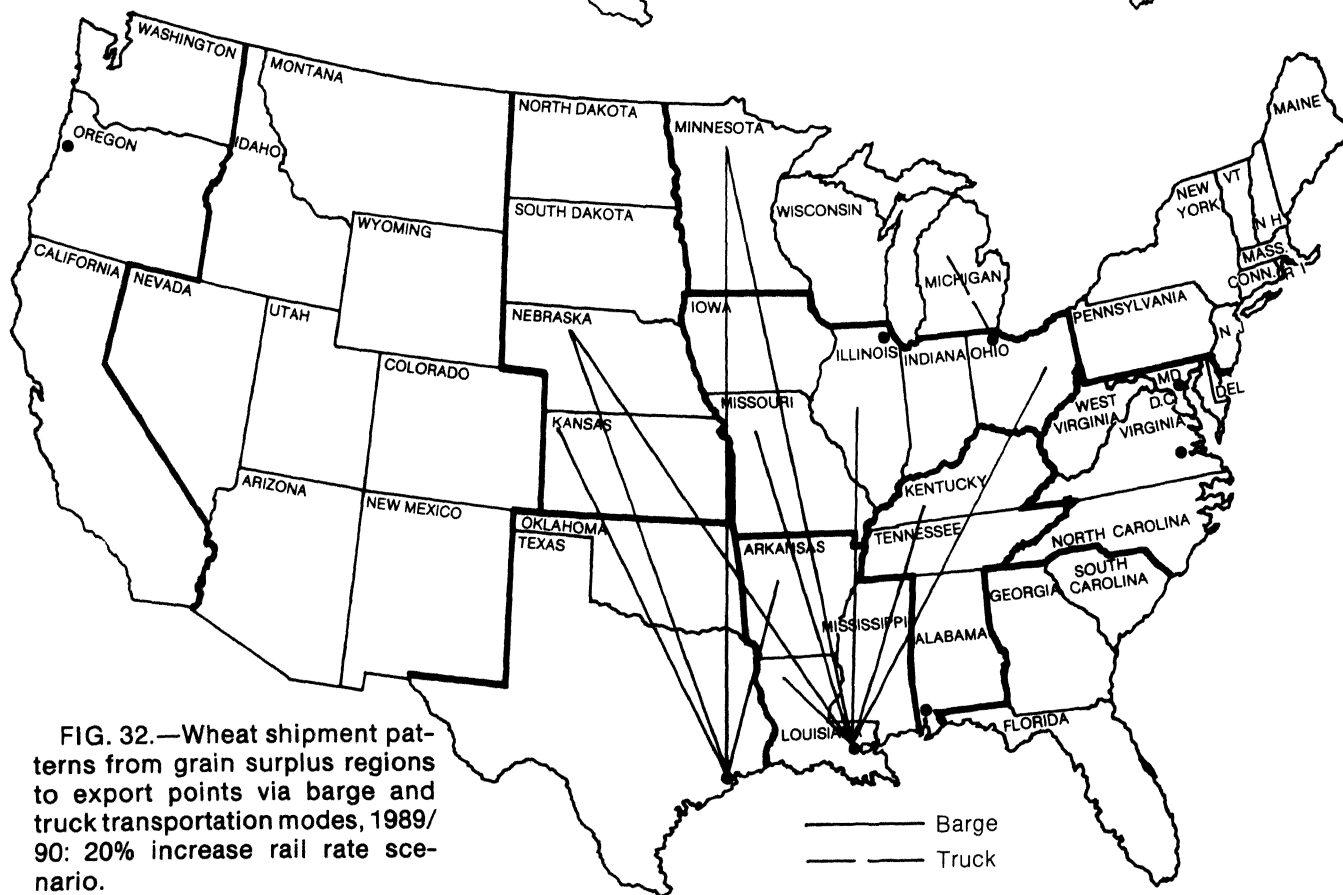 WASHINGTON
MONTANA
NORTH DAKOTA
MINNESOTA
MAINE
OREGON
IDAHO
VT
NEW
YORK
N H
SOUTH DAKOTA
WISCONSIN
WYOMING
MASS.
CALIFORNIA
NEVADA
MICHIGAN
CONN.
R I
UTAH
NEBRASKA
IOWA
PENNSYLVANIA
N
ILLINOIS
INDIANA
OHIO
COLORADO
MD
DEL
D.C.
MISSOURI
WEST
VIRGINIA
VIRGINIA
KANSAS
ARIZONA
NEW MEXICO
KENTUCKY
OKLAHOMA
TEXAS
ARKANSAS
TENNESSEE
NORTH CAROLINA
SOUTH
CAROLINA
GEORGIA
MISSISSIPPI
ALABAMA
FLORIDA
FIG. 32.—Wheat shipment pat-
terns from grain surplus regions
to export points via barge and
truck transportation modes, 1989/
90: 20% increase rail rate sce-
nario.
Barge
Truck